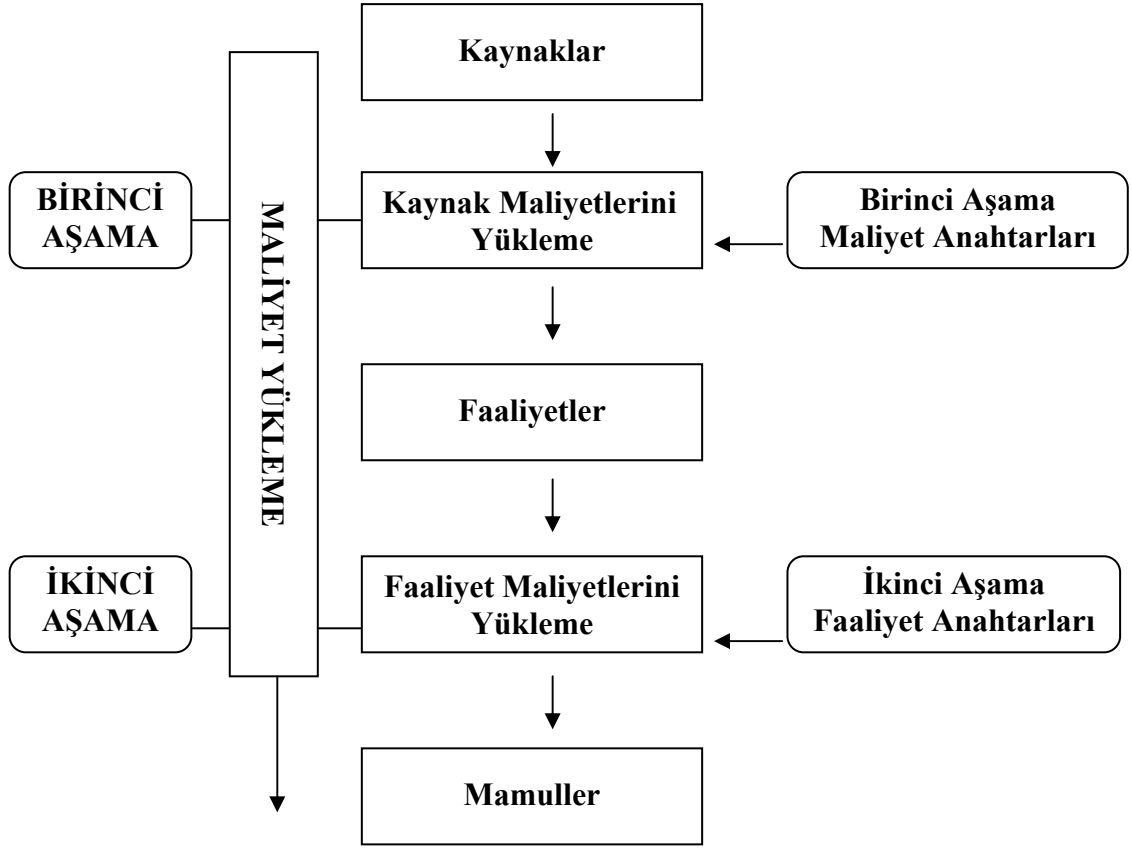 Kaynaklar
BİRİNCİ
AŞAMA
MALİYET YÜKLEME
Kaynak Maliyetlerini
Yükleme
Birinci Aşama
Maliyet Anahtarları
Faaliyetler
İKİNCİ
AŞAMA
Faaliyet Maliyetlerini
Yükleme
İkinci Aşama
Faaliyet Anahtarları
Mamuller